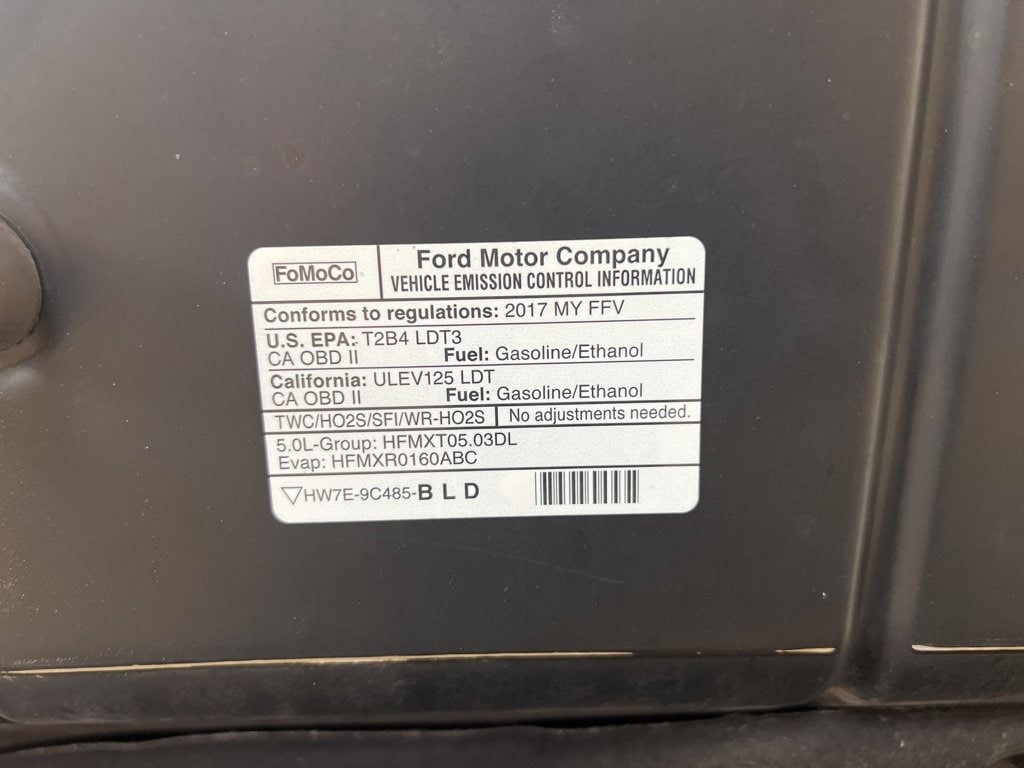 FoMoCo
Ford Motor Company
VEHICLE EMISSION CONTROL INFORMATION
Conforms to regulations: 2017 MY FFV
U.S. EPA: T2B4 LDT3
CA OBD II Fuel: Gasoline/Ethanol
California: ULEV125 LDT
CA OBD II Fuel: Gasoline/Ethanol
TWC/HO2S/SFI/WR-HO2S No adjustments needed.
5.0L-Group: HFMXT05.03DL
Evap: HFMXR0160ABC
▽HW7E-9C485-B L D